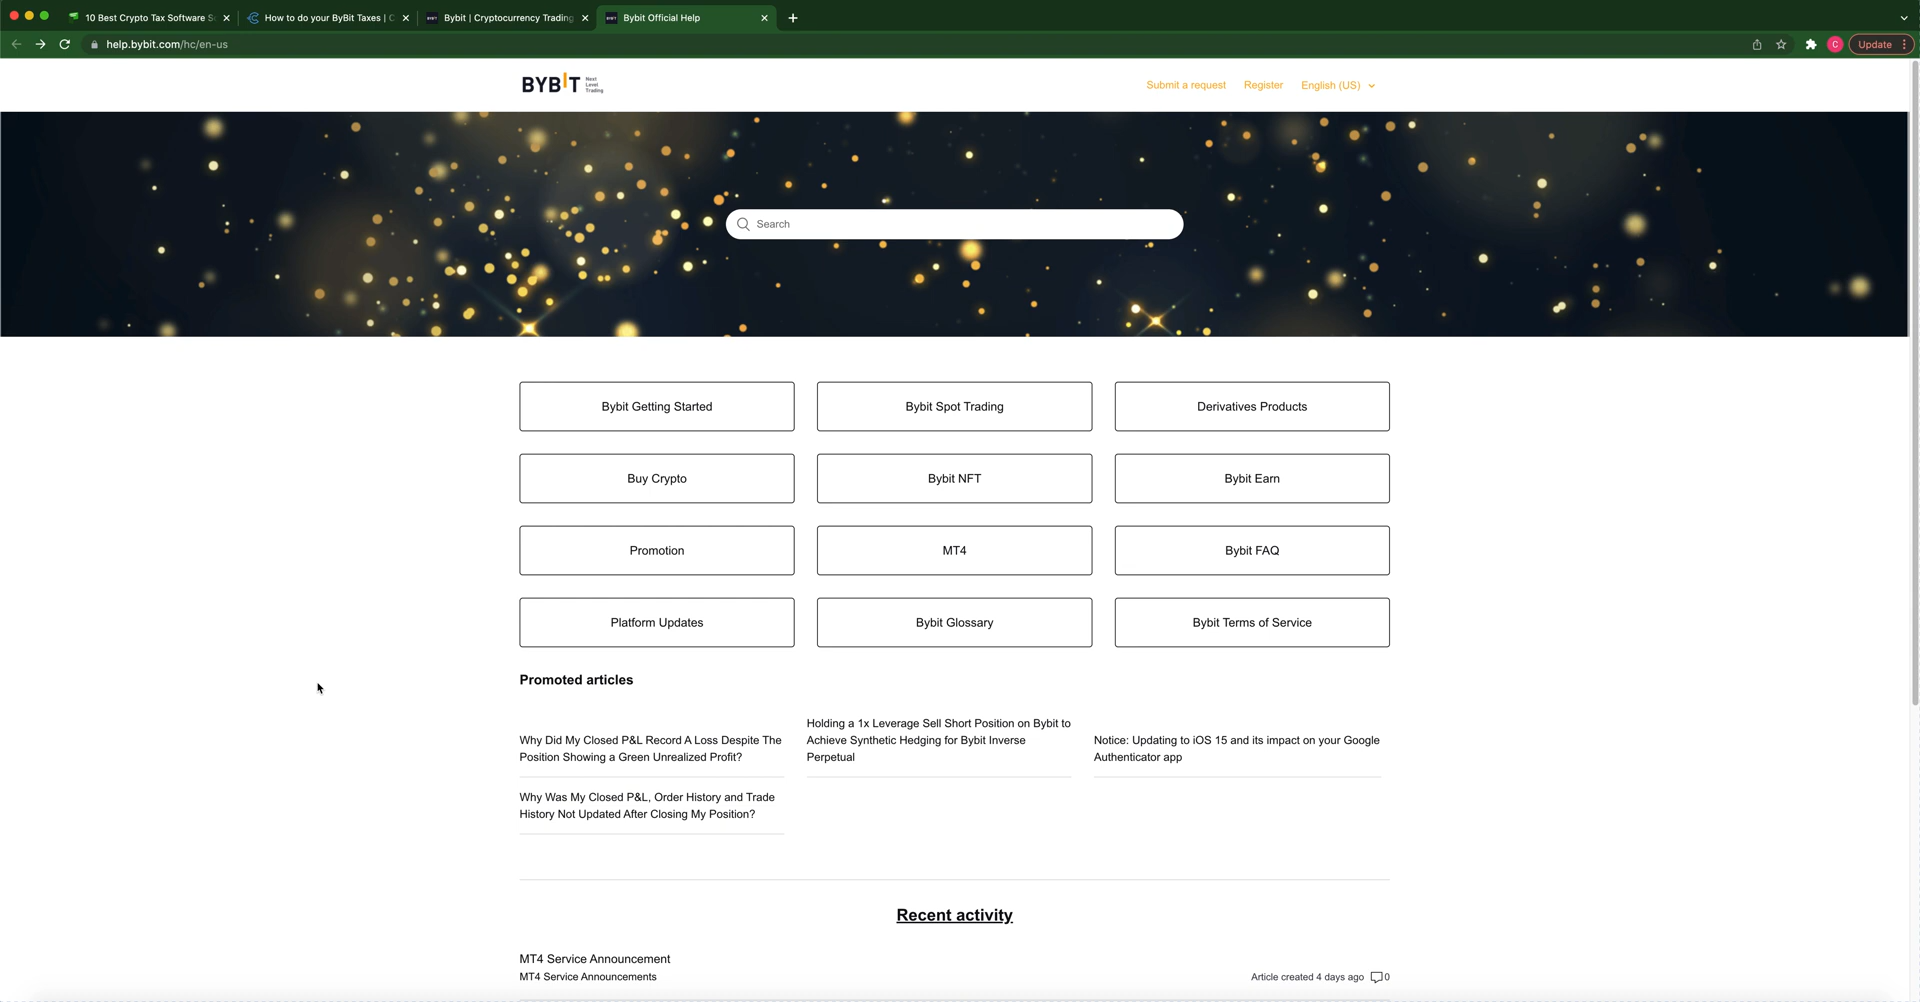 10 Best Crypto Tax Software S
How to do your ByBit Taxes | C
Bybit | Cryptocurrency Trading
Bybit Official Help
help.bybit.com/hc/en-us
C
Update
BYBIT Next
Level
Trading
Submit a request
Register
English (US)
Search
Bybit Getting Started
Bybit Spot Trading
Derivatives Products
Buy Crypto
Bybit NFT
Bybit Earn
Promotion
MT4
Bybit FAQ
Platform Updates
Bybit Glossary
Bybit Terms of Service
Promoted articles
Why Did My Closed P&L Record A Loss Despite The
Position Showing a Green Unrealized Profit?
Holding a 1x Leverage Sell Short Position on Bybit to
Achieve Synthetic Hedging for Bybit Inverse
Perpetual
Notice: Updating to iOS 15 and its impact on your Google
Authenticator app
Why Was My Closed P&L, Order History and Trade
History Not Updated After Closing My Position?
Recent activity
MT4 Service Announcement
MT4 Service Announcements
Article created 4 days ago 0